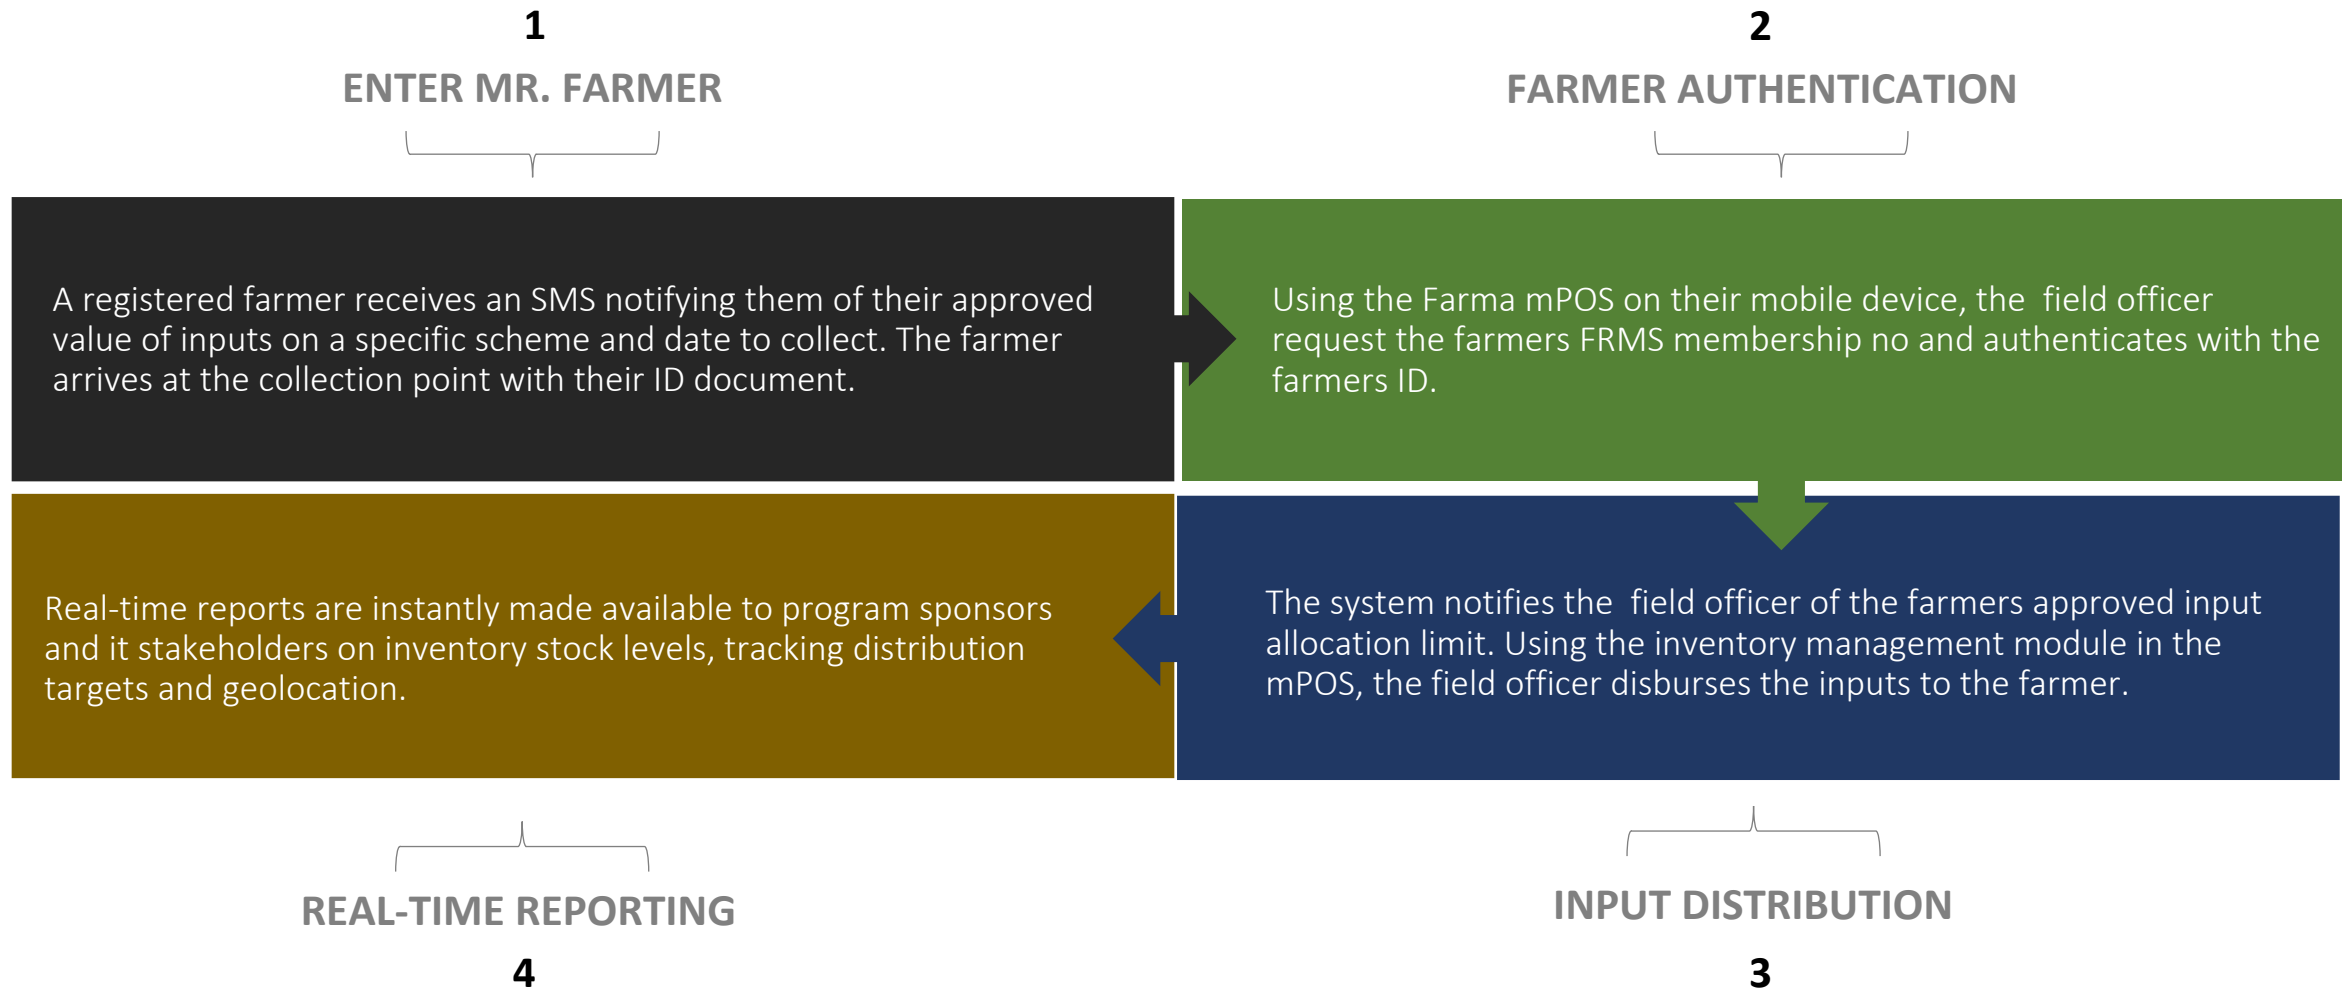 1
ENTER MR. FARMER
A registered farmer receives an SMS notifying them of their approved
value of inputs on a specific scheme and date to collect. The farmer
arrives at the collection point with their ID document.
2
FARMER AUTHENTICATION
Using the Farma mPOS on their mobile device, the  field officer
request the farmers FRMS membership no and authenticates with the
farmers ID.
The system notifies the  field officer of the farmers approved input
allocation limit. Using the inventory management module in the
mPOS, the field officer disburses the inputs to the farmer.
INPUT DISTRIBUTION
3
Real-time reports are instantly made available to program sponsors
and it stakeholders on inventory stock levels, tracking distribution
targets and geolocation.
REAL-TIME REPORTING
4